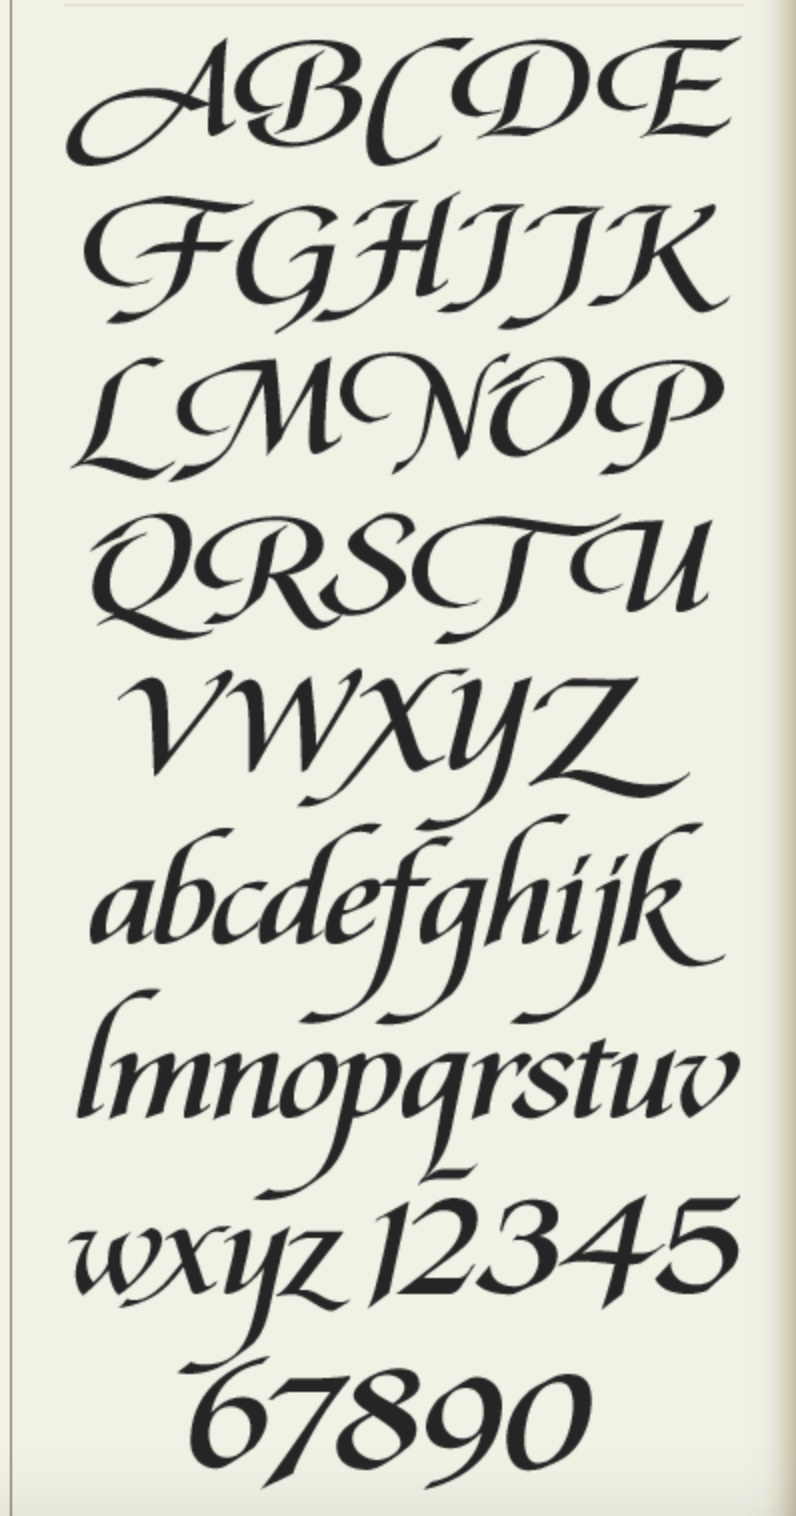 ABCDE
FGHIJK
LMNOP
QRSTU
VWXYZ
abcdefghijk
lmnopqrstuv
wxyz 12345
67890